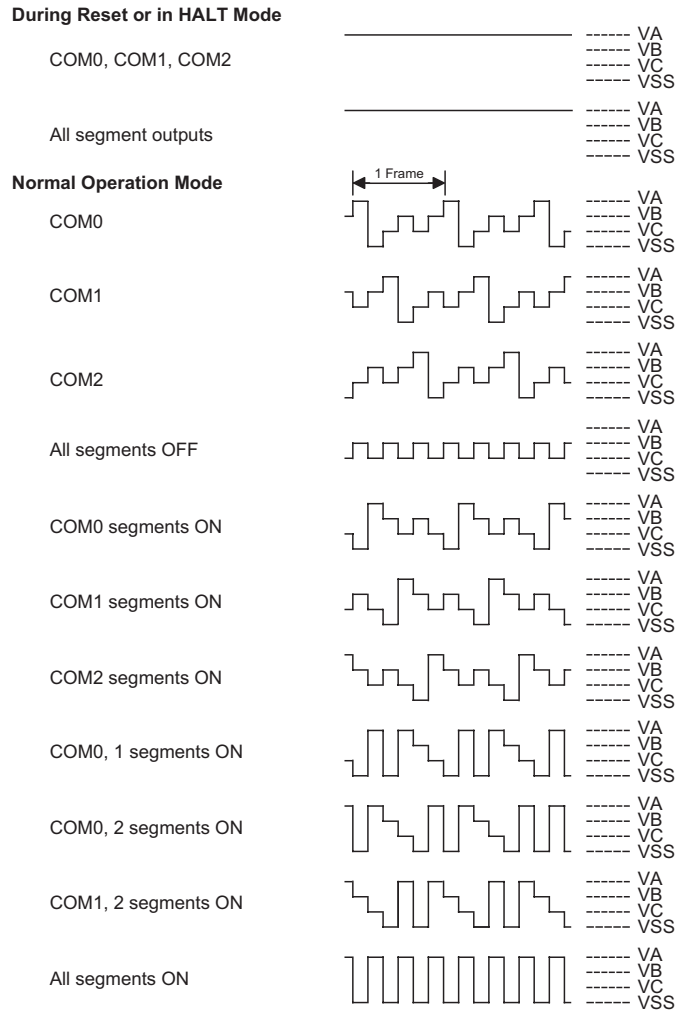 During Reset or in HALT Mode
COM0, COM1, COM2
VA
VB
VC
VSS
All segment outputs
VA
VB
VC
VSS
Normal Operation Mode
1 Frame
COM0
VA
VB
VC
VSS
COM1
VA
VB
VC
VSS
COM2
VA
VB
VC
VSS
All segments OFF
VA
VB
VC
VSS
COM0 segments ON
VA
VB
VC
VSS
COM1 segments ON
VA
VB
VC
VSS
COM2 segments ON
VA
VB
VC
VSS
COM0, 1 segments ON
VA
VB
VC
VSS
COM0, 2 segments ON
VA
VB
VC
VSS
COM1, 2 segments ON
VA
VB
VC
VSS
All segments ON
VA
VB
VC
VSS